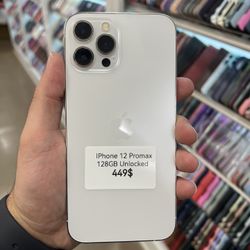 IPhone 12 Promax
128GB Unlocked
449$